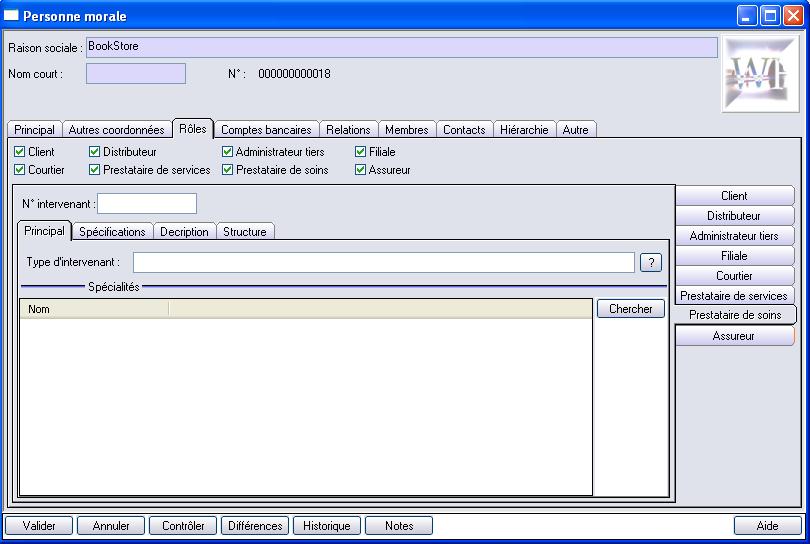 Personne morale
Raison sociale : BookStore
Nom court : N° : 000000000018
WI
Principal Autres coordonnées Rôles Comptes bancaires Relations Membres Contacts Hiérarchie Autre
Client Distributeur Administrateur tiers Filiale
Courtier Prestataire de services Prestataire de soins Assureur
N° intervenant :
Principal Spécifications Decription Structure
Type d'intervenant : ?
Spécialités
Nom Chercher
Client
Distributeur
Administrateur tiers
Filiale
Courtier
Prestataire de services
Prestataire de soins
Assureur
Valider Annuler Contrôler Différences Historique Notes Aide